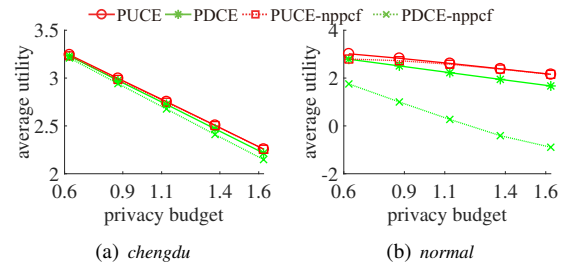 PUCE PDCE PUCE-nppcf PDCE-nppcf
average utility
3.5
3
2.5
2
0.6 0.9 1.1 1.4 1.6
privacy budget
(a) chengdu
average utility
4
2
0
-2
0.6 0.9 1.1 1.4 1.6
privacy budget
(b) normal